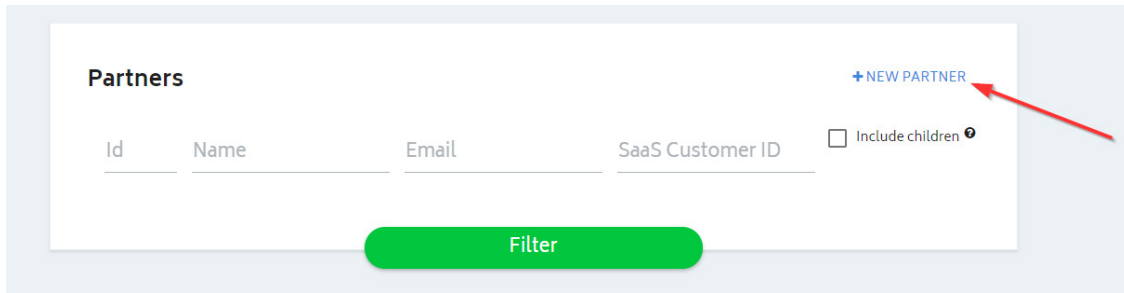 Partners
+ NEW PARTNER
Id Name Email SaaS Customer ID Include children ?
Filter